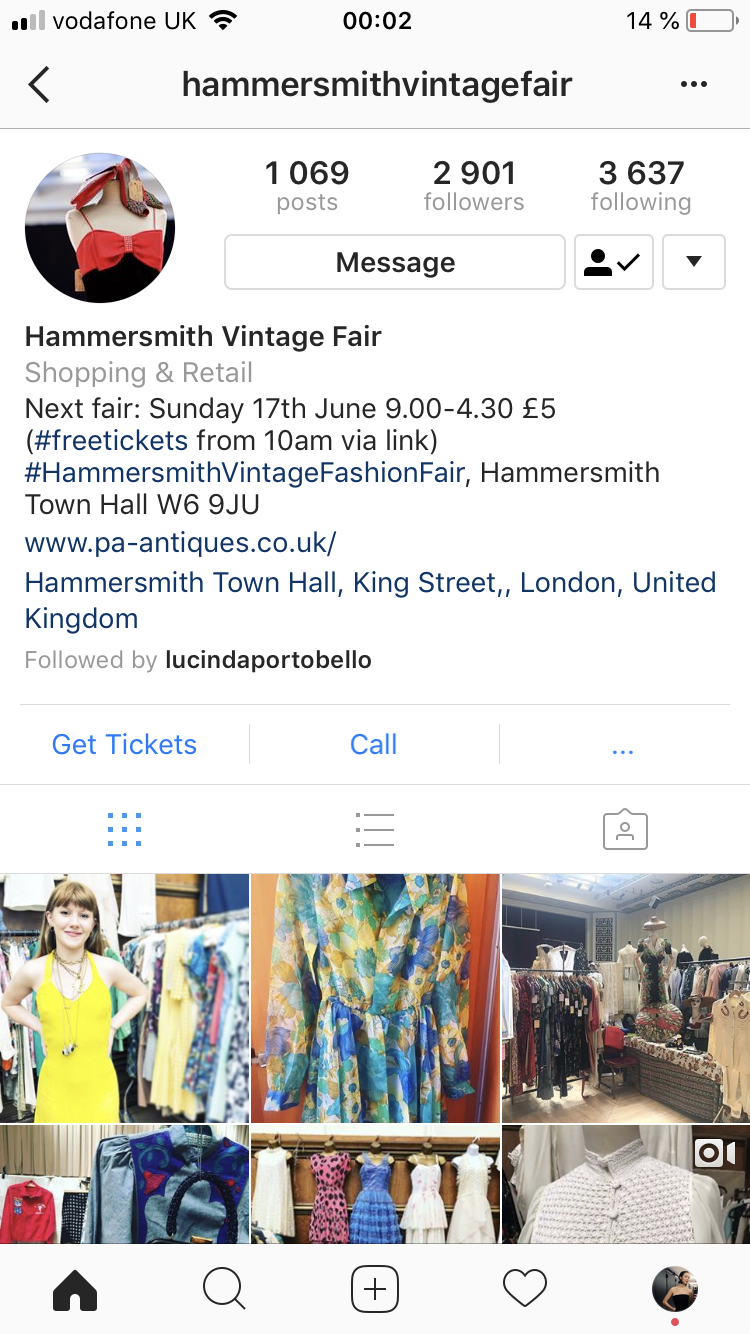 vodafone UK 00:02 14 %
hammersmithvintagefair
1 069 2 901 3 637
posts followers following
Message
Hammersmith Vintage Fair
Shopping & Retail
Next fair: Sunday 17th June 9.00-4.30 £5
(#freetickets from 10am via link)
#HammersmithVintageFashionFair, Hammersmith
Town Hall W6 9JU
www.pa-antiques.co.uk/
Hammersmith Town Hall, King Street,, London, United
Kingdom
Followed by lucindaportobello
Get Tickets Call ...